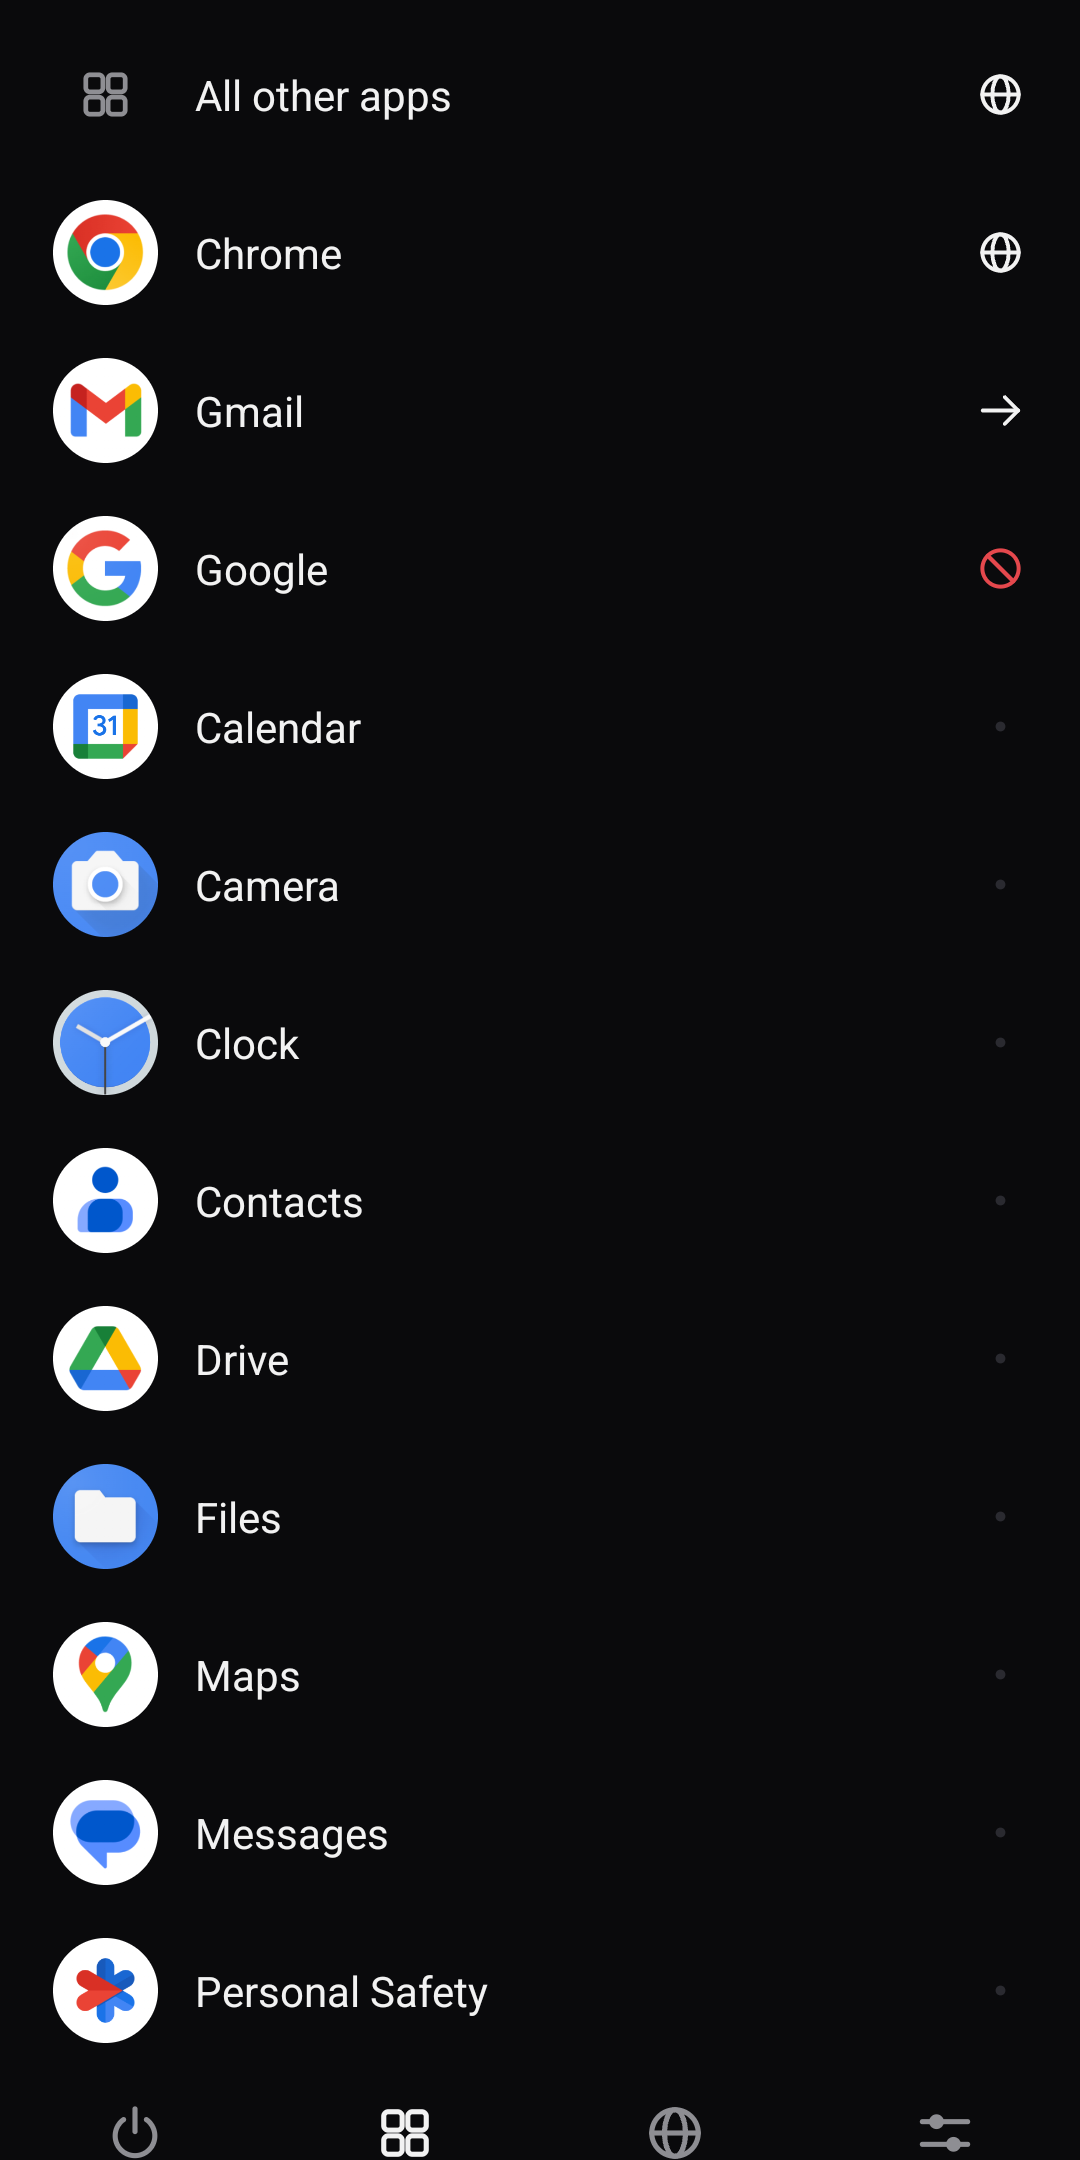 All other apps
Chrome
Gmail
Google
31
Calendar
Camera
Clock
Contacts
Drive
Files
Maps
Messages
Personal Safety